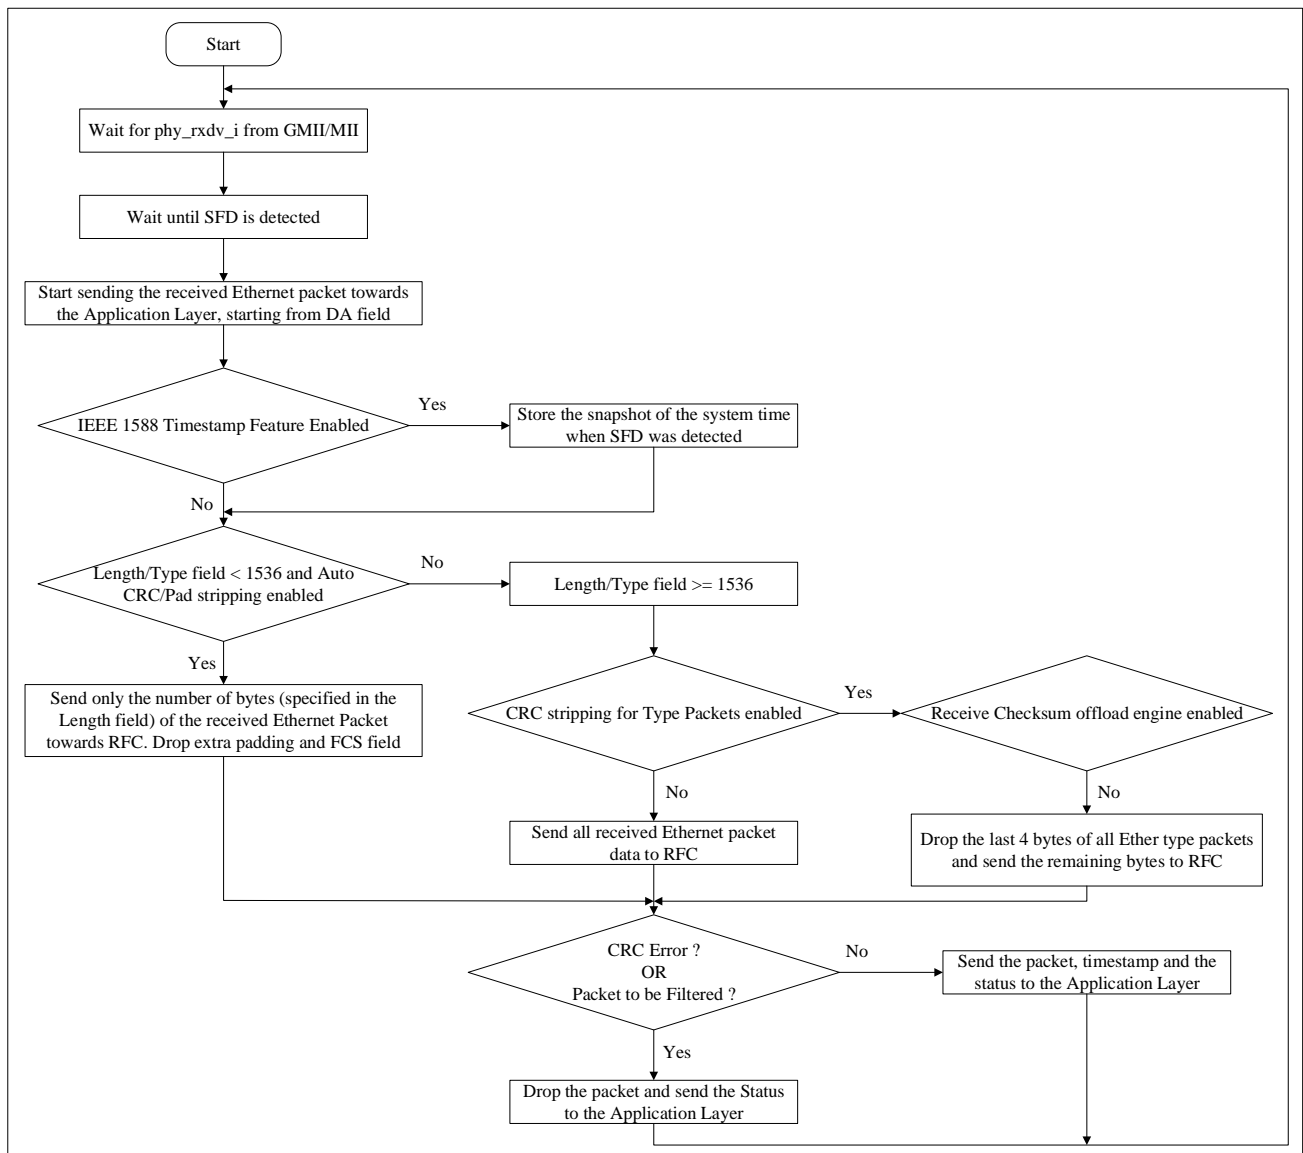 Start
Wait for phy_rxdv_i from GMII/MII
Wait until SFD is detected
Start sending the received Ethernet packet towards
the Application Layer, starting from DA field
IEEE 1588 Timestamp Feature Enabled
Yes
Store the snapshot of the system time
when SFD was detected
No
Length/Type field < 1536 and Auto
CRC/Pad stripping enabled
No
Length/Type field >= 1536
Yes
Send only the number of bytes (specified in the
Length field) of the received Ethernet Packet
towards RFC. Drop extra padding and FCS field
CRC stripping for Type Packets enabled
Yes
Receive Checksum offload engine enabled
No
Send all received Ethernet packet
data to RFC
No
Drop the last 4 bytes of all Ether type packets
and send the remaining bytes to RFC
CRC Error ?
OR
Packet to be Filtered ?
No
Send the packet, timestamp and the
status to the Application Layer
Yes
Drop the packet and send the Status
to the Application Layer